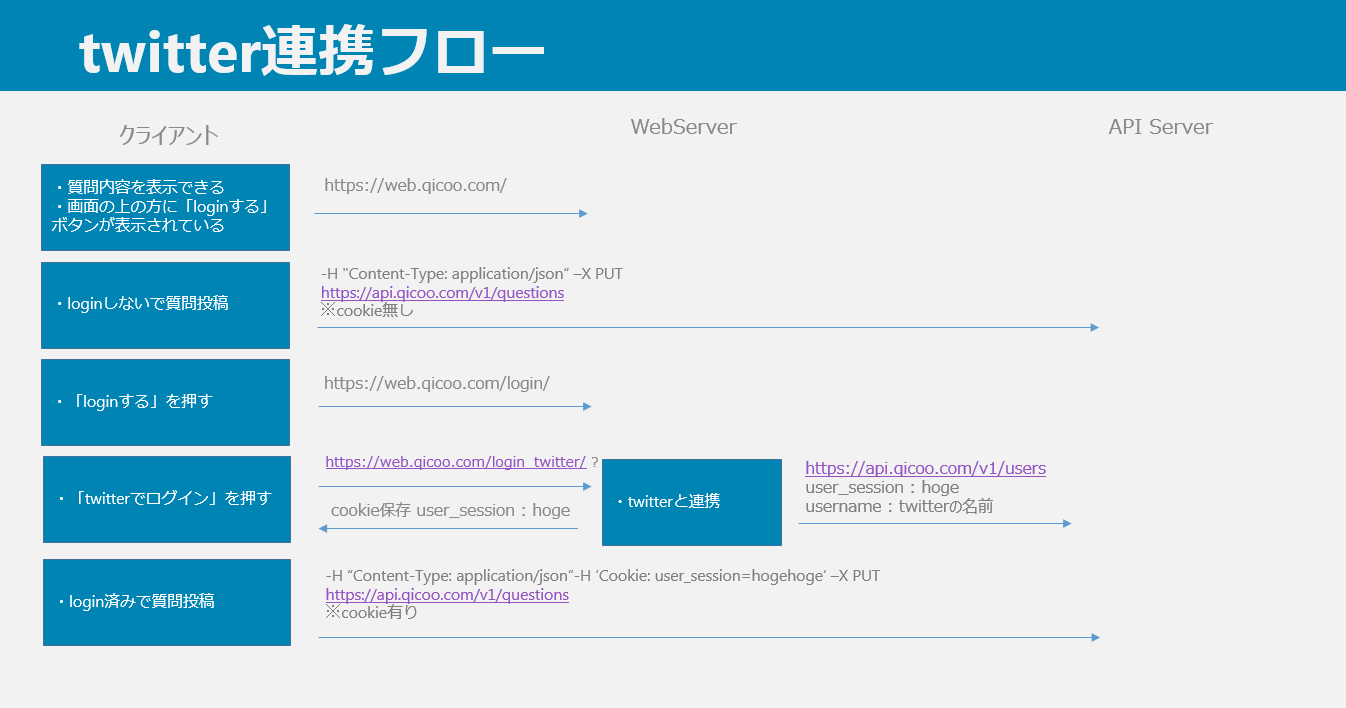 twitter連携フロー
クライアント
WebServer
API Server
・質問内容を表示できる
・画面の上の方に「loginする」
ボタンが表示されている
https://web.qicoo.com/
・loginしないで質問投稿
-H "Content-Type: application/json“ –X PUT
https://api.qicoo.com/v1/questions
※cookie無し
・「loginする」を押す
https://web.qicoo.com/login/
・「twitterでログイン」を押す
https://web.qicoo.com/login_twitter/ ?
cookie保存 user_session : hoge
・twitterと連携
https://api.qicoo.com/v1/users
user_session : hoge
username : twitterの名前
・login済みで質問投稿
-H “Content-Type: application/json“-H ‘Cookie: user_session=hogehoge‘ –X PUT
https://api.qicoo.com/v1/questions
※cookie有り